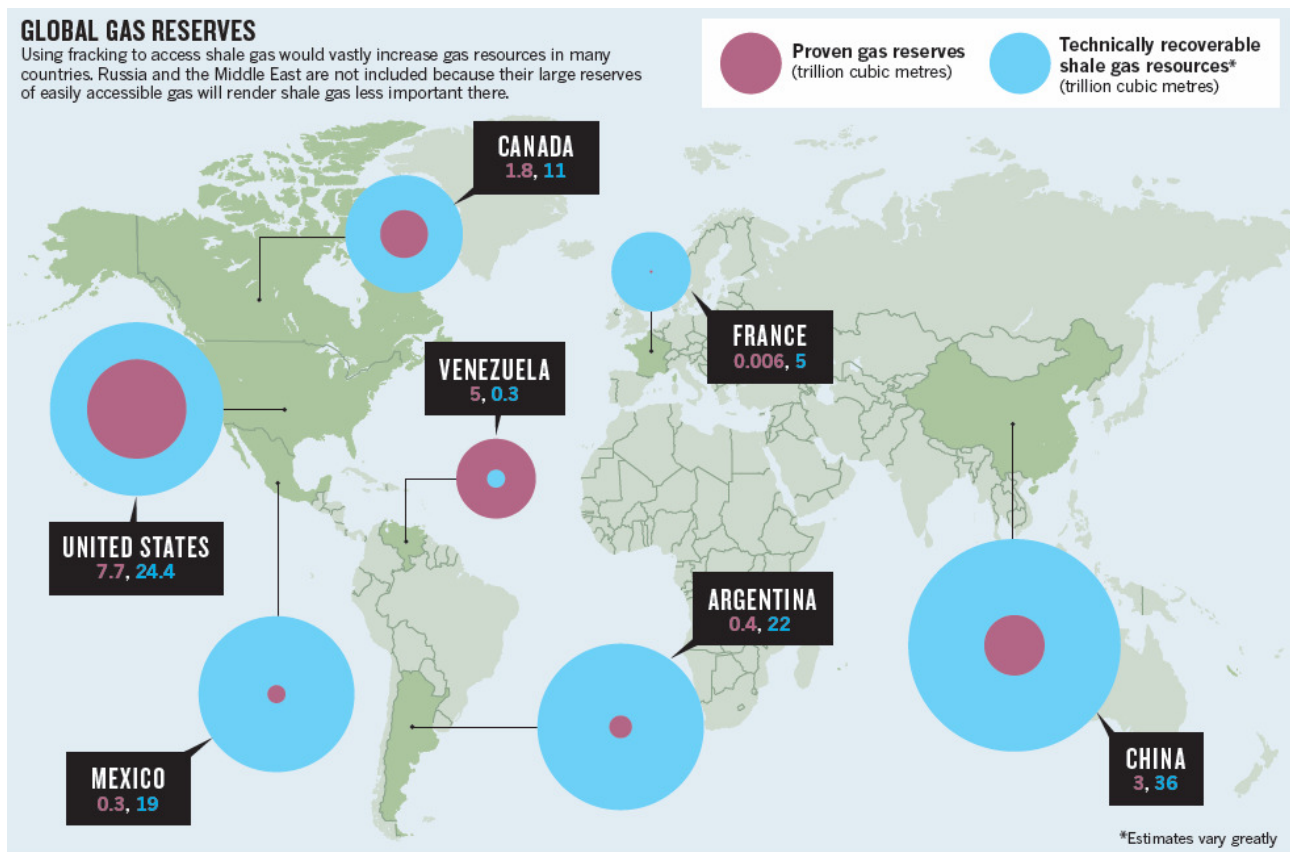 GLOBAL GAS RESERVES
Using fracking to access shale gas would vastly increase gas resources in many
countries. Russia and the Middle East are not included because their large reserves
of easily accessible gas will render shale gas less important there.
Proven gas reserves
(trillion cubic metres)
Technically recoverable
shale gas resources*
(trillion cubic metres)
CANADA
1.8, 11
FRANCE
0.006, 5
VENEZUELA
5, 0.3
UNITED STATES
7.7, 24.4
ARGENTINA
0.4, 22
MEXICO
0.3, 19
CHINA
3, 36
*Estimates vary greatly